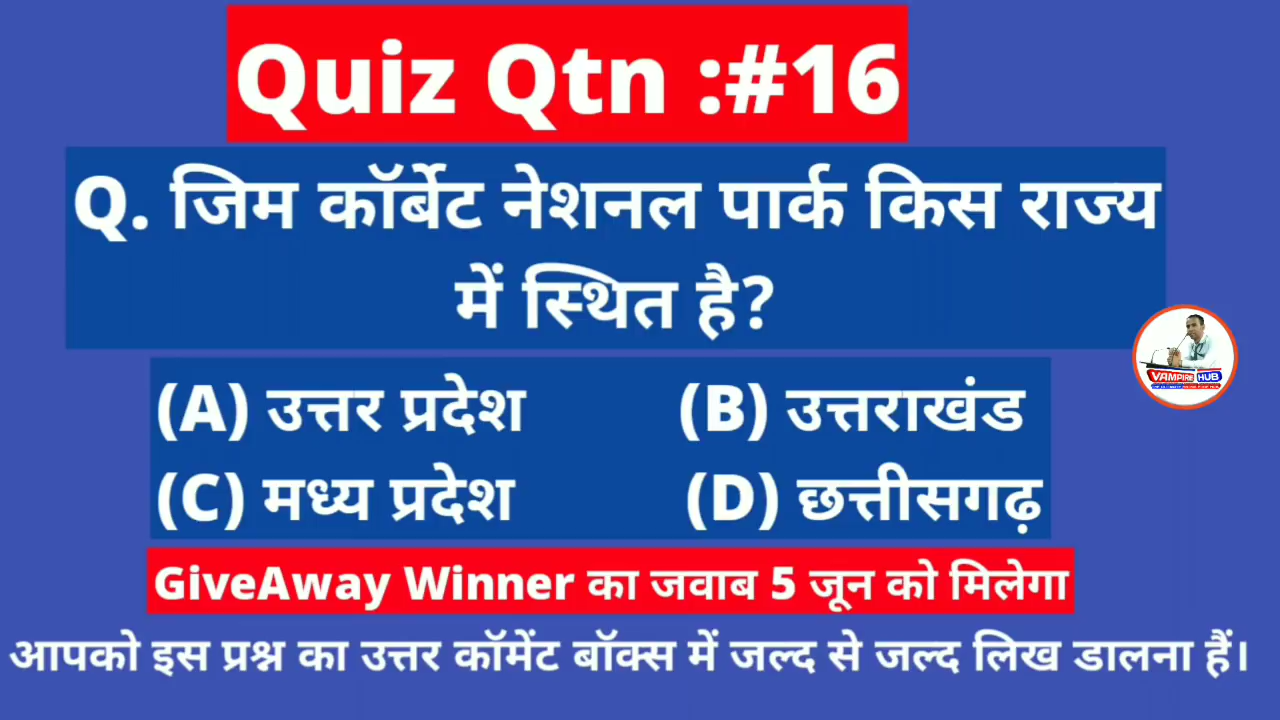 Quiz Qtn :#16
Q. जिम कॉर्बेट नेशनल पार्क किस राज्य
में स्थित है?
(A) उत्तर प्रदेश (B) उत्तराखंड
(C) मध्य प्रदेश (D) छत्तीसगढ़
VAMPIRE HUB
GiveAway Winner का जवाब 5 जून को मिलेगा
आपको इस प्रश्न का उत्तर कॉमेंट बॉक्स में जल्द से जल्द लिख डालना हैं।